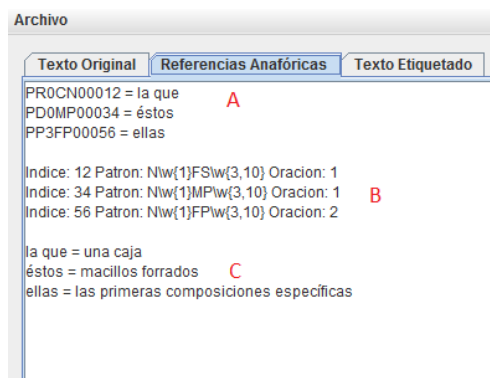 Archivo
Texto Original Referencias Anafóricas Texto Etiquetado
PR0CN00012 = la que
A
PD0MP00034 = éstos
PP3FP00056 = ellas
Indice: 12 Patron: N\w{1}FS\w{3,10} Oracion: 1
Indice: 34 Patron: N\w{1}MP\w{3,10} Oracion: 1
B
Indice: 56 Patron: N\w{1}FP\w{3,10} Oracion: 2
la que = una caja
éstos = macillos forrados
C
ellas = las primeras composiciones específicas